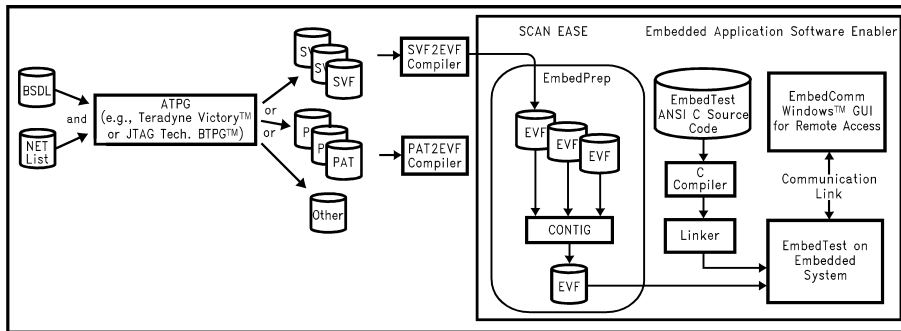 SCAN EASE
Embedded Application Software Enabler
BSDL
and
NET
List
ATPG
(e.g., Teradyne Victory™
or JTAG Tech. BTPG™)
or
or
SV
SV
SVF
P
P
PAT
Other
SVF2EVF
Compiler
PAT2EVF
Compiler
EmbedPrep
EVF
EVF
EVF
CONTIG
EVF
EmbedTest
ANSI C Source
Code
C
Compiler
Linker
EmbedComm
Windows™ GUI
for Remote Access
Communication
Link
EmbedTest on
Embedded
System